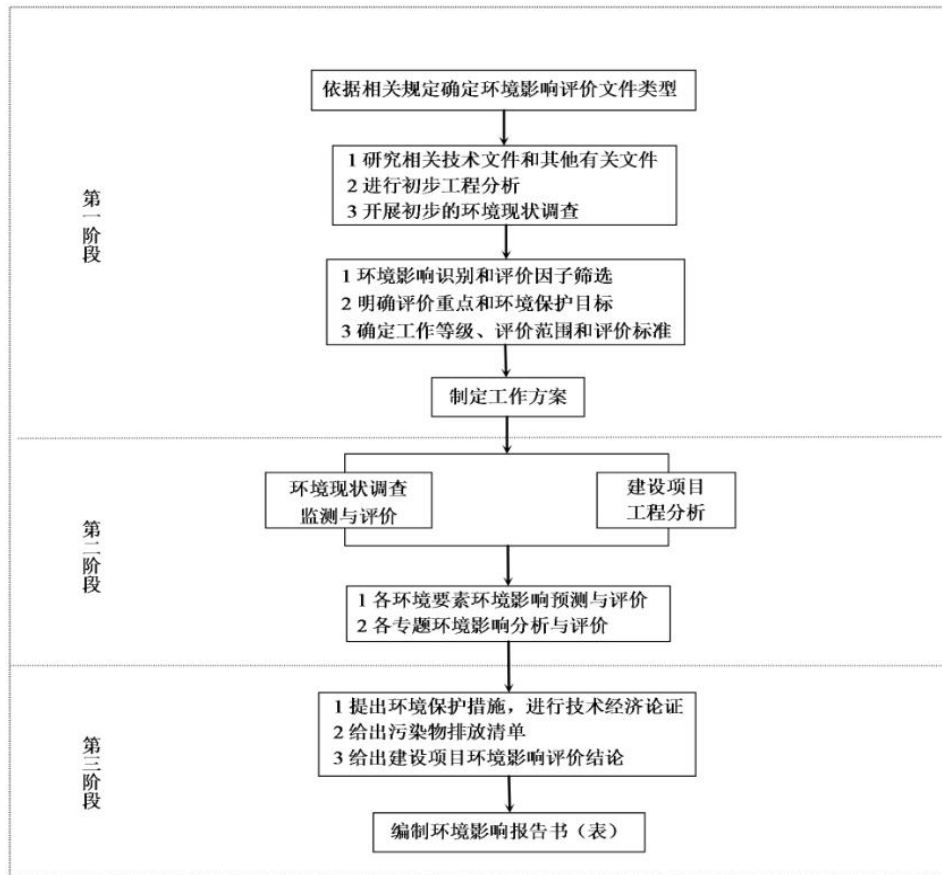 依据相关规定确定环境影响评价文件类型
第一阶段
1 研究相关技术文件和其他有关文件
2 进行初步工程分析
3 开展初步的环境现状调查
1 环境影响识别和评价因子筛选
2 明确评价重点和环境保护目标
3 确定工作等级、评价范围和评价标准
制定工作方案
第二阶段
环境现状调查
监测与评价
建设项目
工程分析
1 各环境要素环境影响预测与评价
2 各专题环境影响分析与评价
第三阶段
1 提出环境保护措施，进行技术经济论证
2 给出污染物排放清单
3 给出建设项目环境影响评价结论
编制环境影响报告书（表）